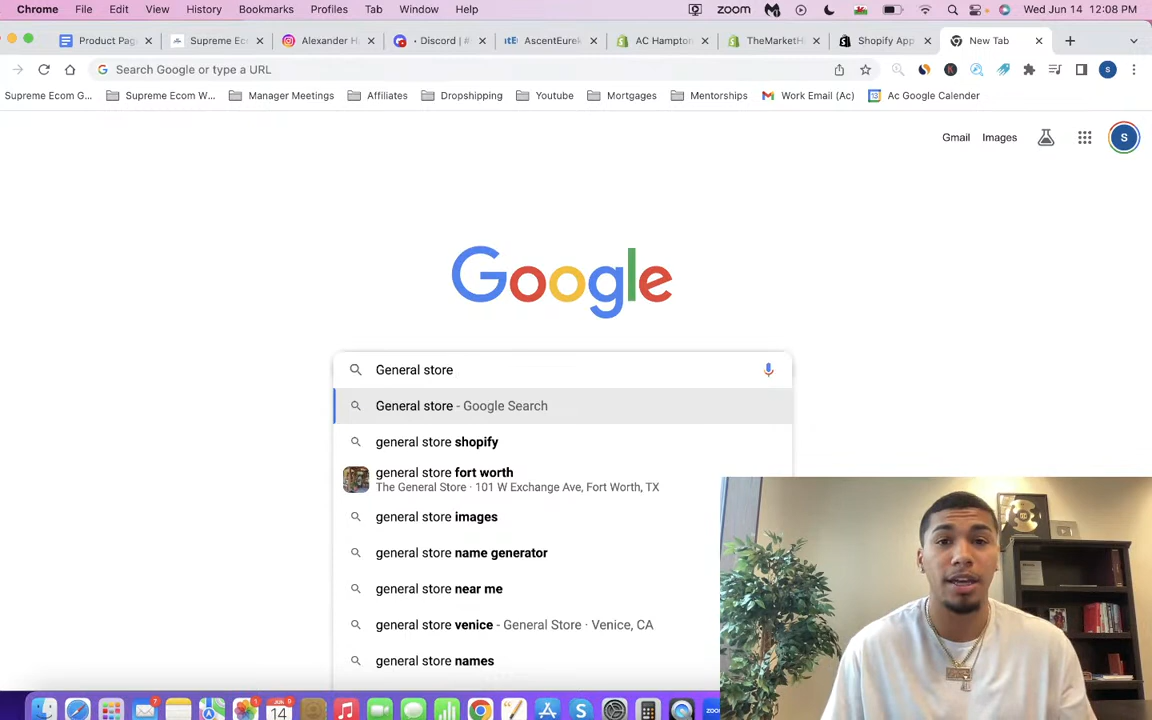 Chrome File Edit View History Bookmarks Profiles Tab Window Help zoom Wed Jun 14 12:08 PM
Product Pag Supreme Ec Alexander H Discord | # AscentEurek AC Hampton TheMarketH Shopify App New Tab
Search Google or type a URL S
Supreme Ecom G... Supreme Ecom W... Manager Meetings Affiliates Dropshipping Youtube Mortgages Mentorships Work Email (Ac) Ac Google Calender
Gmail Images S
Google
General store
General store - Google Search
general store shopify
general store fort worth
The General Store · 101 W Exchange Ave, Fort Worth, TX
general store images
general store name generator
general store near me
general store venice - General Store · Venice, CA
general store names
14
zoom